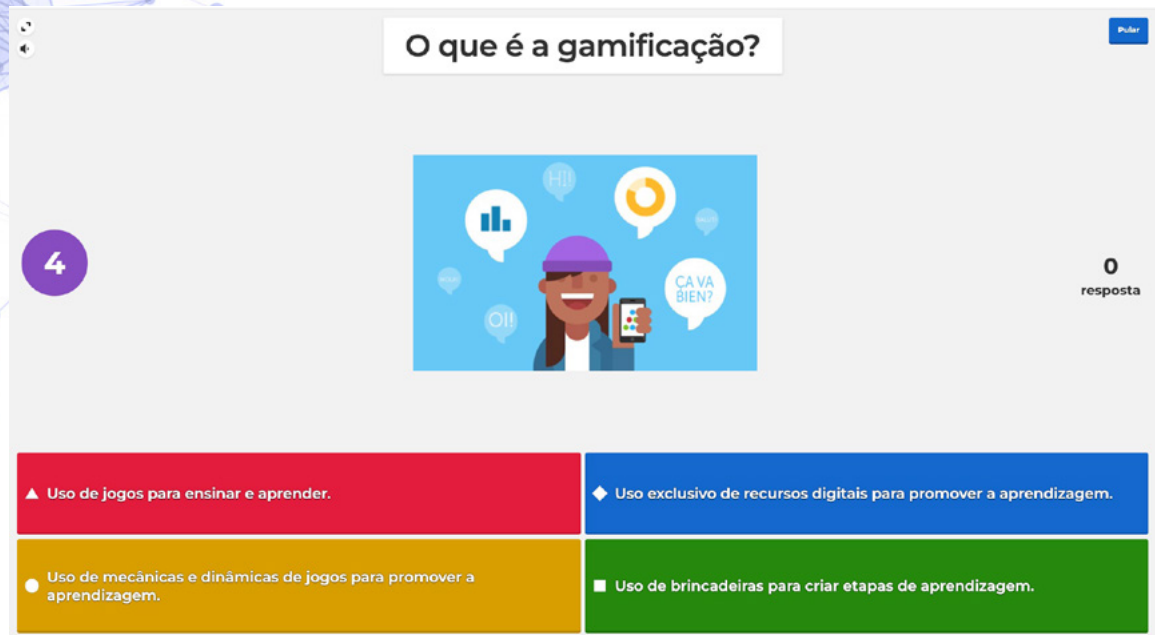 O que é a gamificação?
Pular
HI!
OI!
ÇA VA
BIEN?
4
0
resposta
Uso de jogos para ensinar e aprender.
Uso exclusivo de recursos digitais para promover a aprendizagem.
Uso de mecânicas e dinâmicas de jogos para promover a
aprendizagem.
Uso de brincadeiras para criar etapas de aprendizagem.